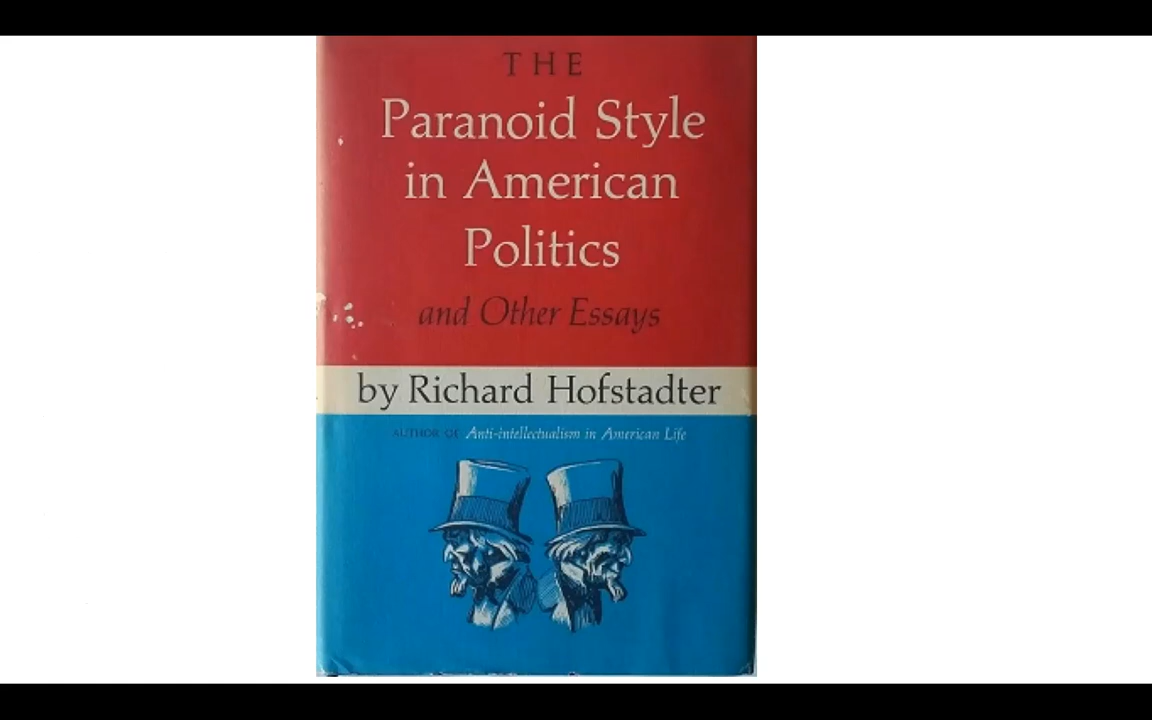 THE
Paranoid Style
in American
Politics
and Other Essays
by Richard Hofstadter
AUTHOR OF Anti-intellectualism in American Life